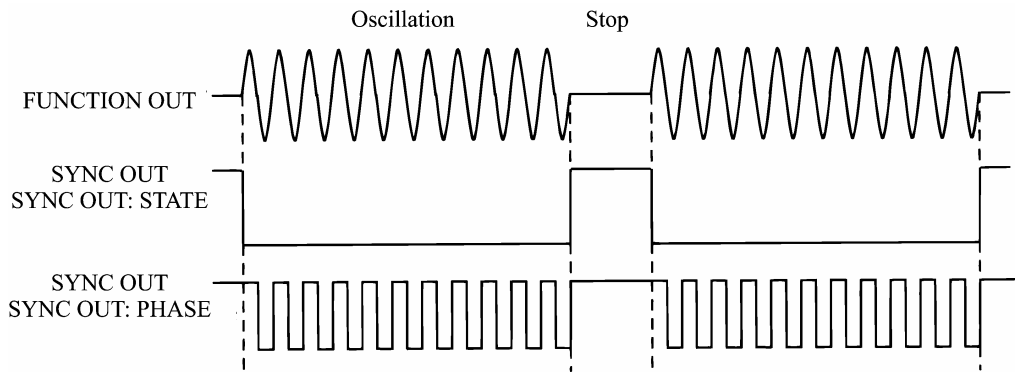 Oscillation
Stop
FUNCTION OUT
SYNC OUT
SYNC OUT: STATE
SYNC OUT
SYNC OUT: PHASE